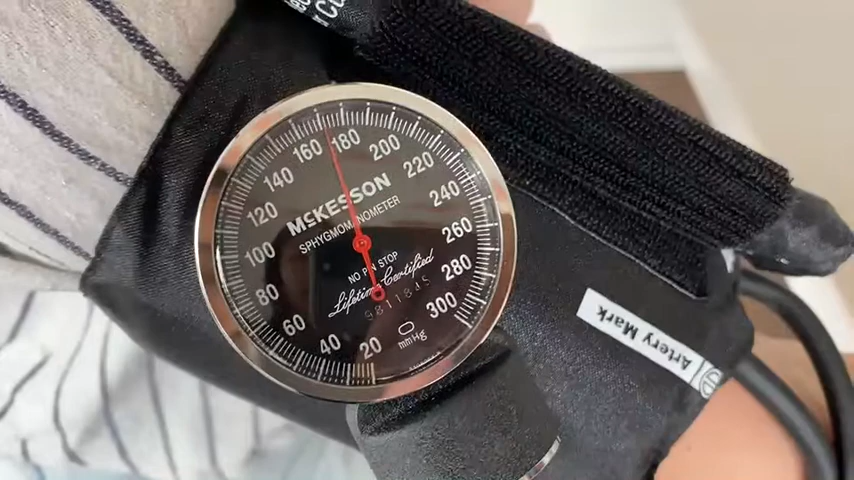 160 180 200
140 220
120 240
100 260
80 280
60 300
40 20
McKESSON
SPHYGMOMANOMETER
NO PIN STOP
Lifetime Certified
9811845
mmHg
Artery Mark